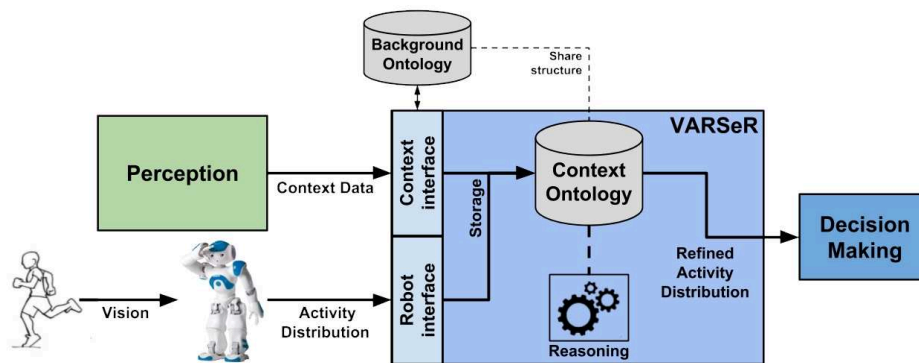 Background
Ontology
Share
structure
VARSeR
Perception
Context Data
Context
interface
Storage
Context
Ontology
Decision
Making
Vision
Activity
Distribution
Robot
interface
Reasoning
Refined
Activity
Distribution